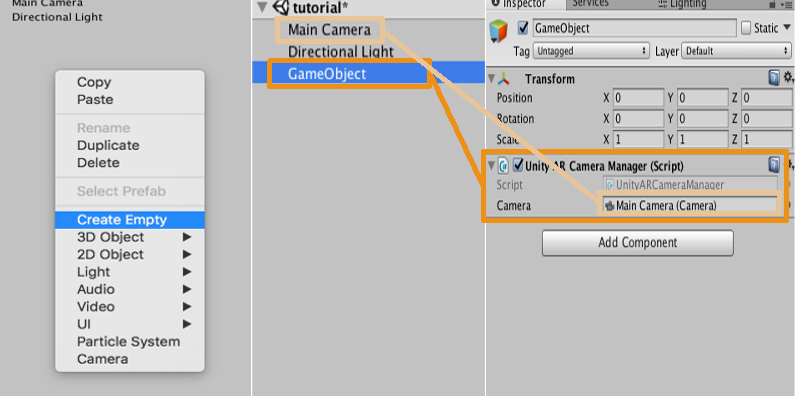 Main Camera
Directional Light
Copy
Paste
Rename
Duplicate
Delete
Select Prefab
Create Empty
3D Object
2D Object
Light
Audio
Video
UI
Particle System
Camera
tutorial*
Main Camera
Directional Light
GameObject
Inspector Services Lighting
GameObject Static
Tag Untagged Layer Default
Transform
Position X 0 Y 0 Z 0
Rotation X 0 Y 0 Z 0
Scale X 1 Y 1 Z 1
Unity AR Camera Manager (Script)
Script UnityARCameraManager
Camera Main Camera (Camera)
Add Component